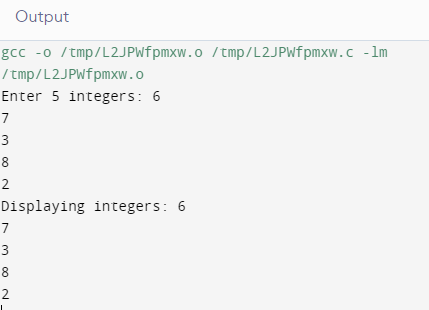 Output
gcc -o /tmp/L2JPWfpmxw.o /tmp/L2JPWfpmxw.c -lm
/tmp/L2JPWfpmxw.o
Enter 5 integers: 6
7
3
8
2
Displaying integers: 6
7
3
8
2